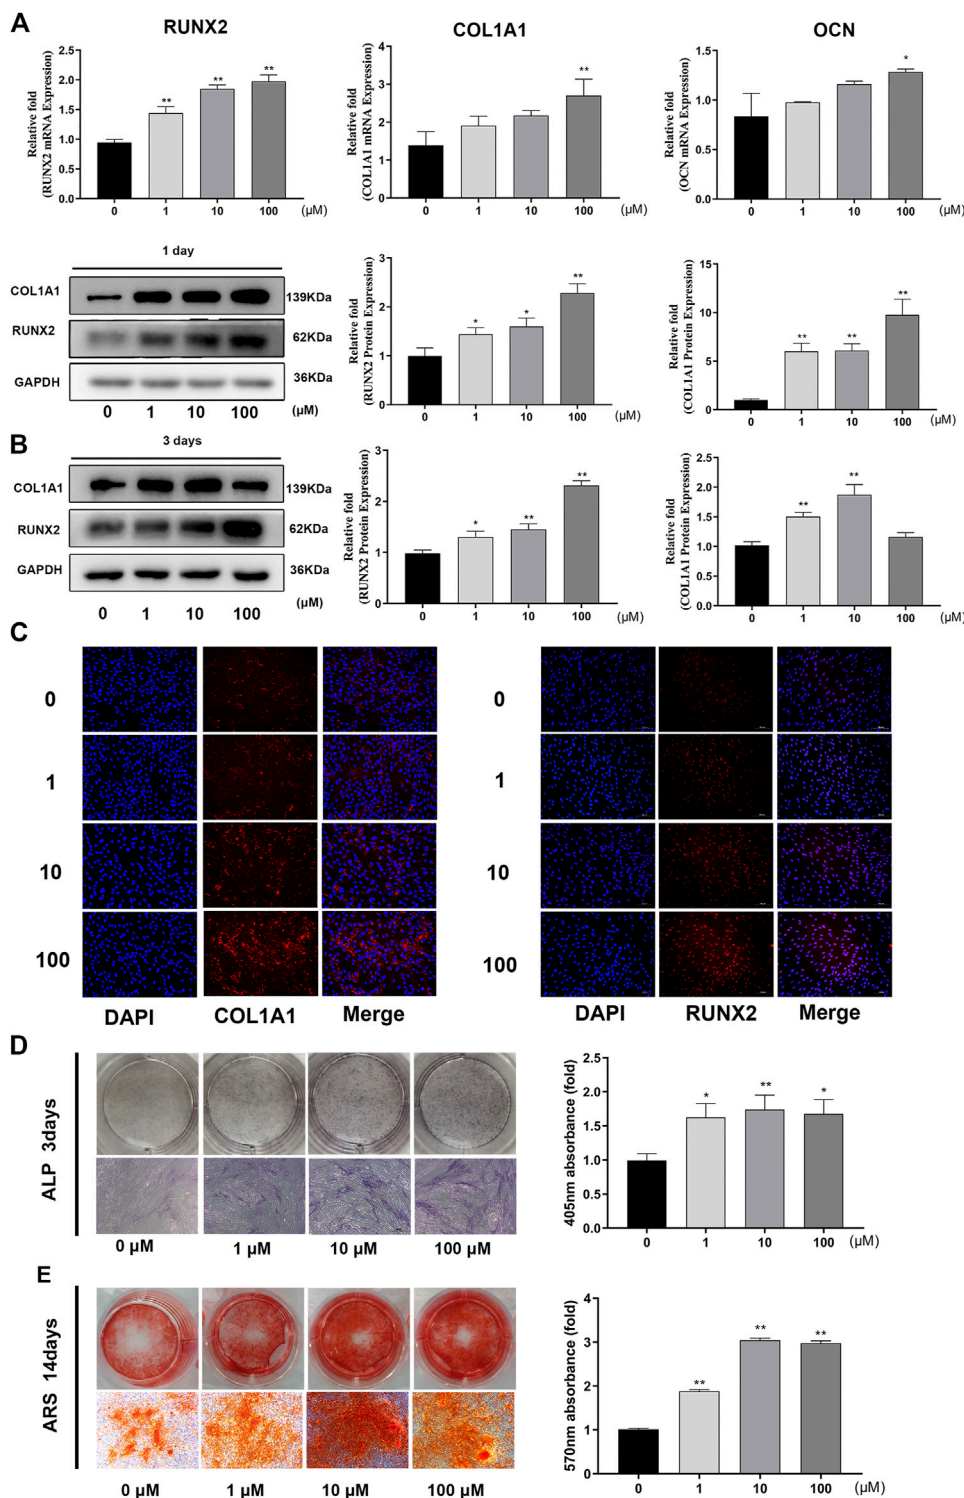 A
RUNX2
COL1A1
OCN
Relative fold
(RUNX2 mRNA Expression)
2.5
2.0
1.5
1.0
0.5
0.0
**
**
**
0 1 10 100 (µM)
Relative fold
(COL1A1 mRNA Expression)
4
3
2
1
0
**
0 1 10 100 (µM)
Relative fold
(OCN mRNA Expression)
1.5
1.0
0.5
0.0
*
0 1 10 100 (µM)
1 day
COL1A1 139KDa
RUNX2 62KDa
GAPDH 36KDa
0 1 10 100 (µM)
Relative fold
(RUNX2 Protein Expression)
3
2
1
0
*
*
**
0 1 10 100 (µM)
Relative fold
(COL1A1 Protein Expression)
15
10
5
0
**
**
**
0 1 10 100 (µM)
B
3 days
COL1A1 139KDa
RUNX2 62KDa
GAPDH 36KDa
0 1 10 100 (µM)
Relative fold
(RUNX2 Protein Expression)
3
2
1
0
*
**
**
0 1 10 100 (µM)
Relative fold
(COL1A1 Protein Expression)
2.5
2.0
1.5
1.0
0.5
0.0
**
**
0 1 10 100 (µM)
C
0
1
10
100
DAPI COL1A1 Merge
0
1
10
100
DAPI RUNX2 Merge
D
ALP 3days
0 µM 1 µM 10 µM 100 µM
405nm absorbance (fold)
2.5
2.0
1.5
1.0
0.5
0.0
*
**
*
0 1 10 100 (µM)
E
ARS 14days
0 µM 1 µM 10 µM 100 µM
570nm absorbance (fold)
4
3
2
1
0
**
**
**
0 1 10 100 (µM)